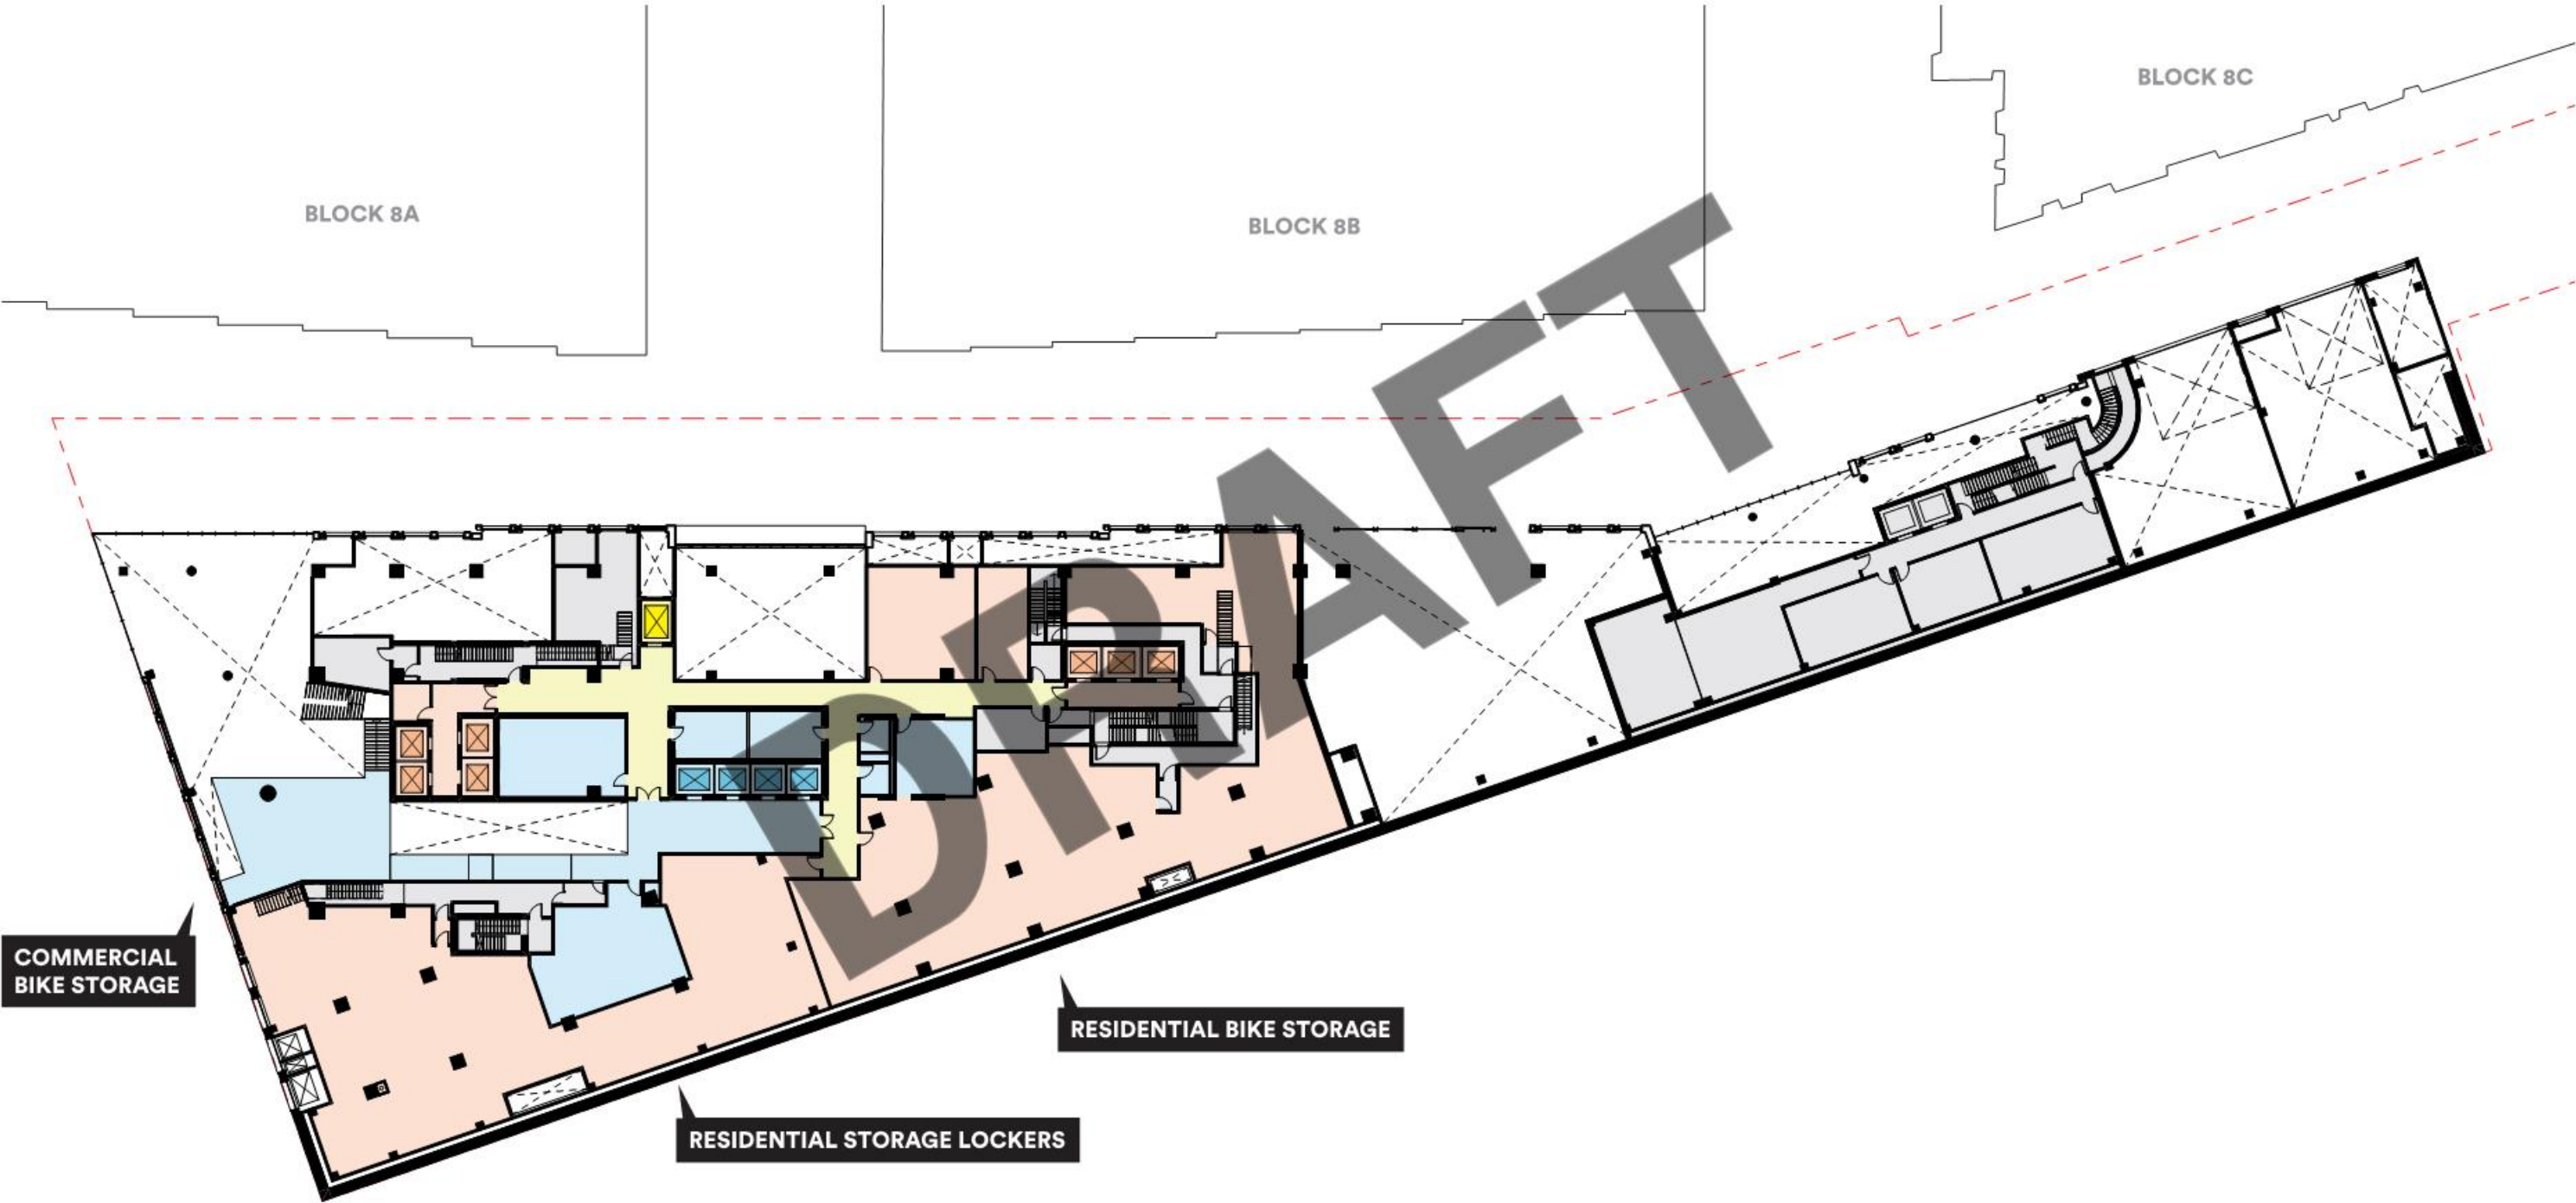 BLOCK 8C
BLOCK 8A
BLOCK 8B
DRAFT
COMMERCIAL
BIKE STORAGE
RESIDENTIAL BIKE STORAGE
RESIDENTIAL STORAGE LOCKERS